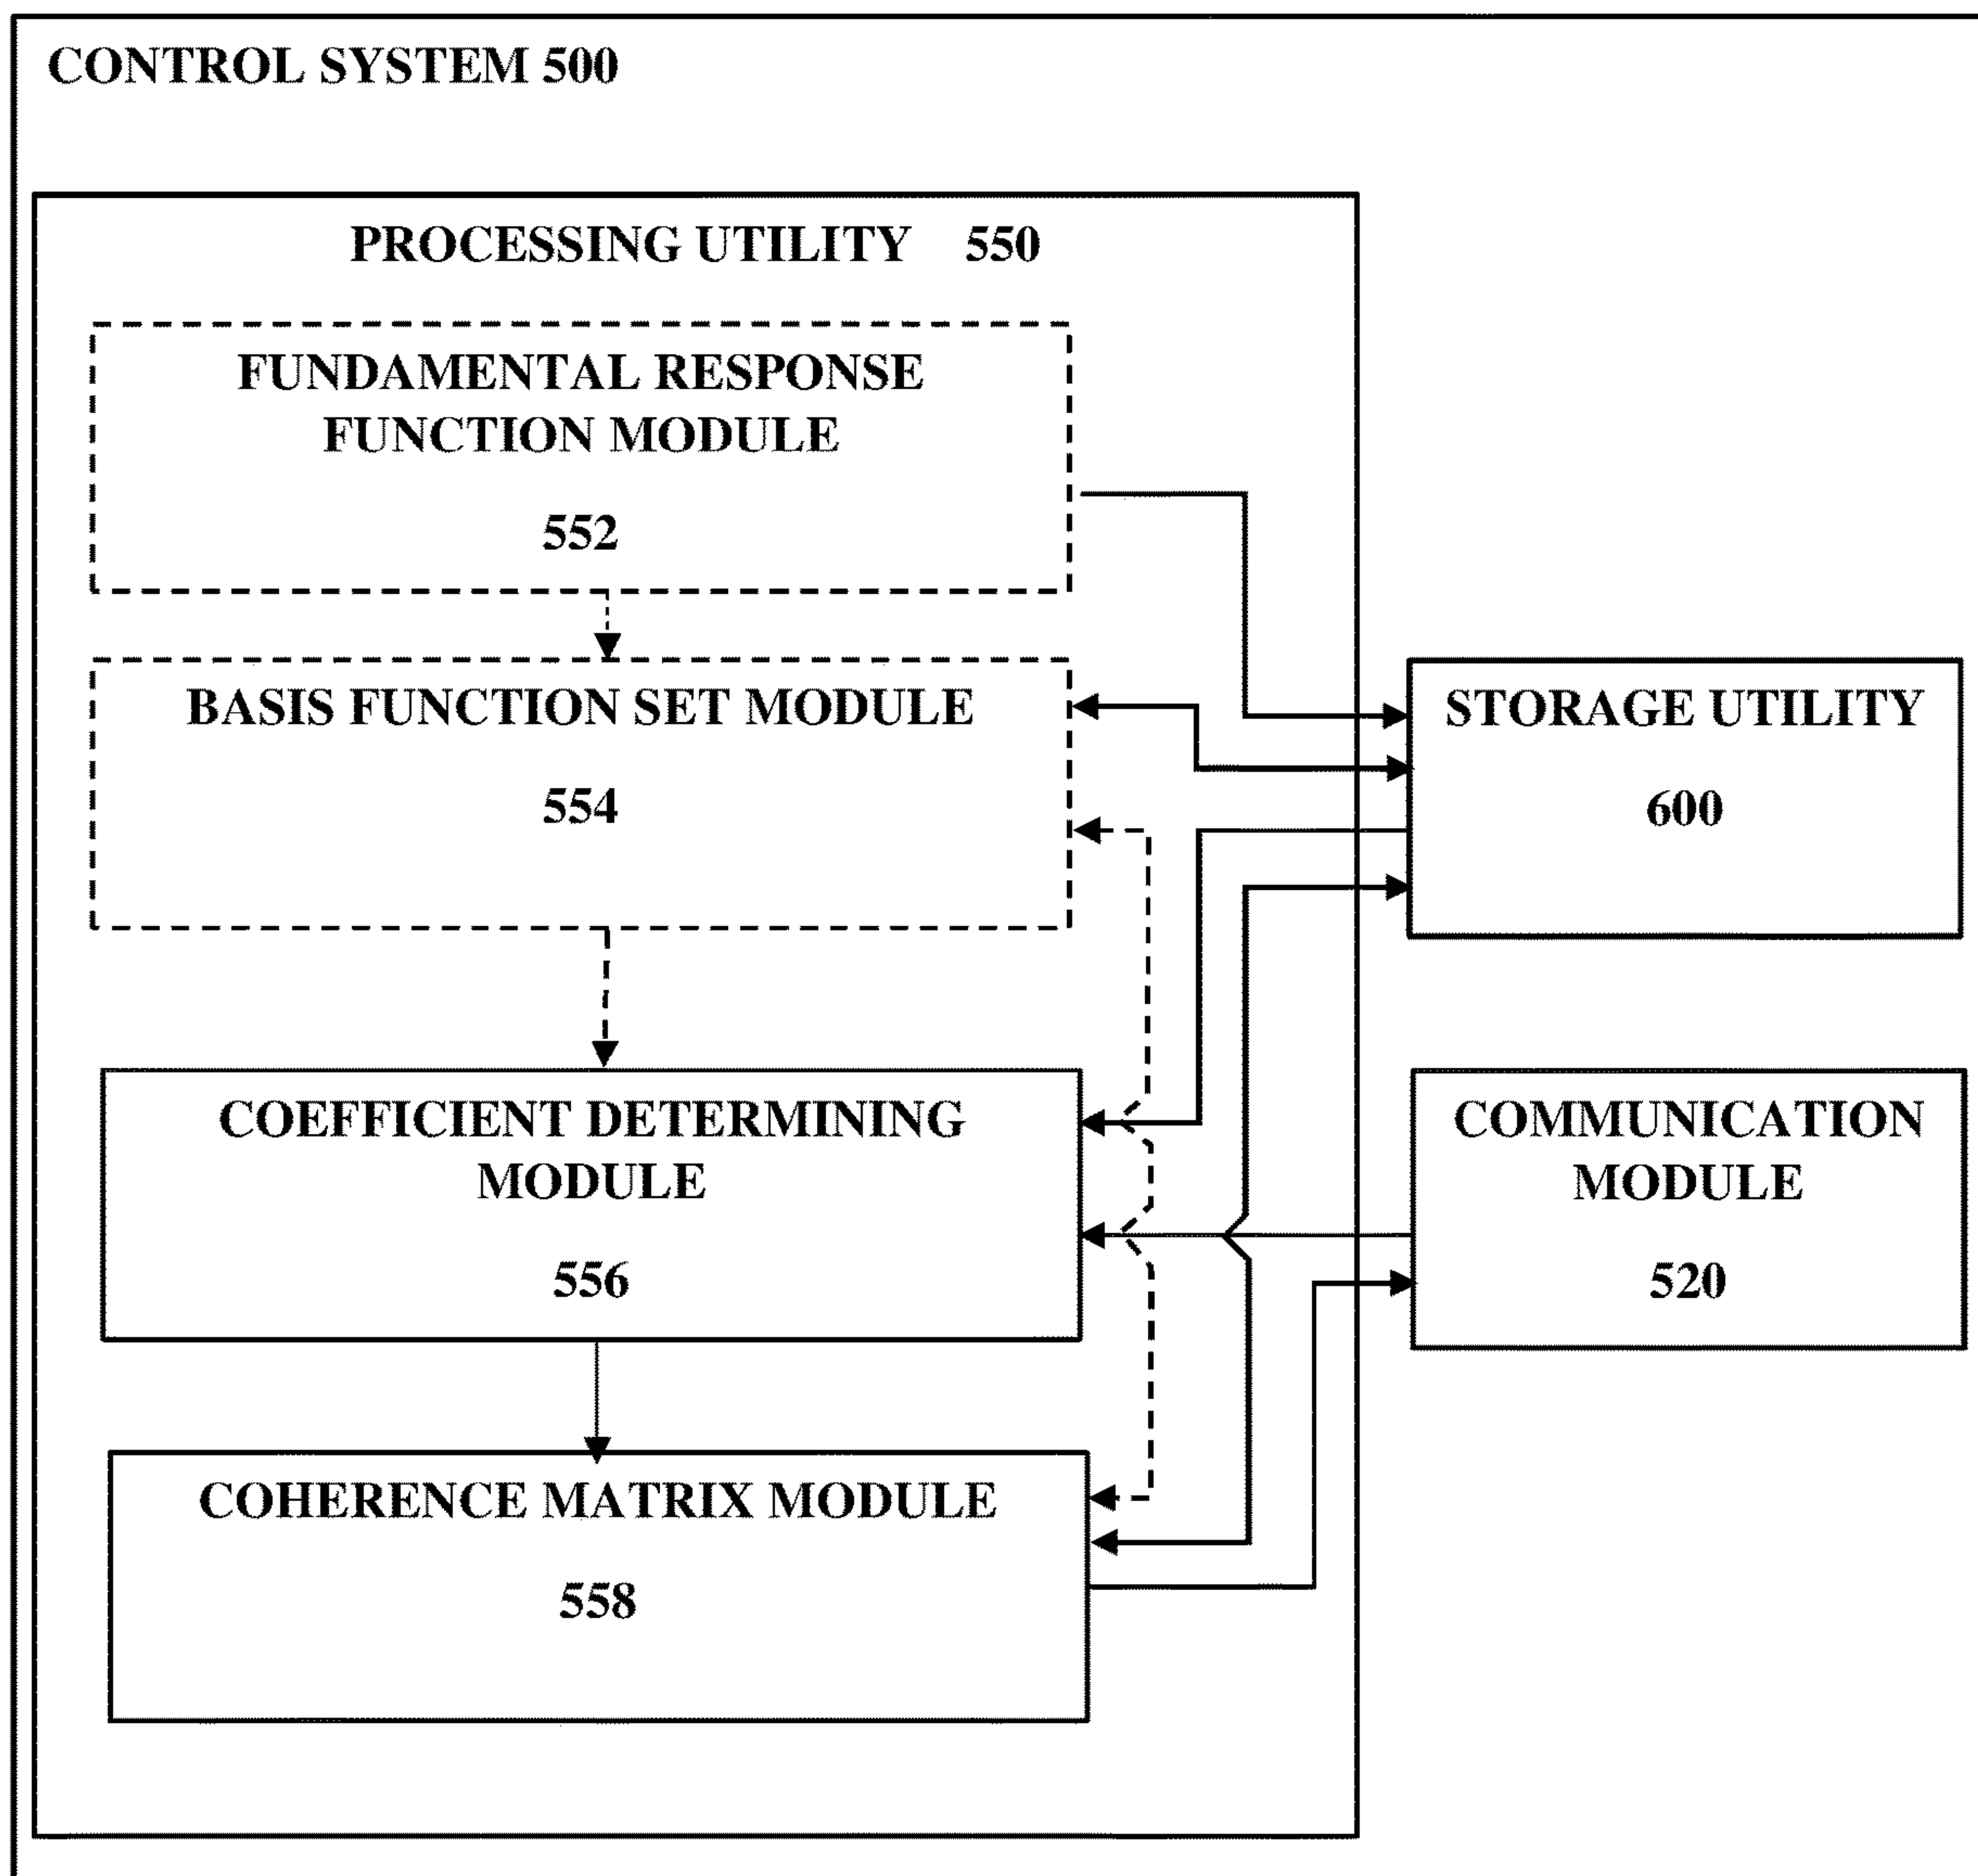 CONTROL SYSTEM 500
PROCESSING UTILITY 550
FUNDAMENTAL RESPONSE
FUNCTION MODULE
552
BASIS FUNCTION SET MODULE
554
STORAGE UTILITY
600
COEFFICIENT DETERMINING
MODULE
556
COMMUNICATION
MODULE
520
COHERENCE MATRIX MODULE
558